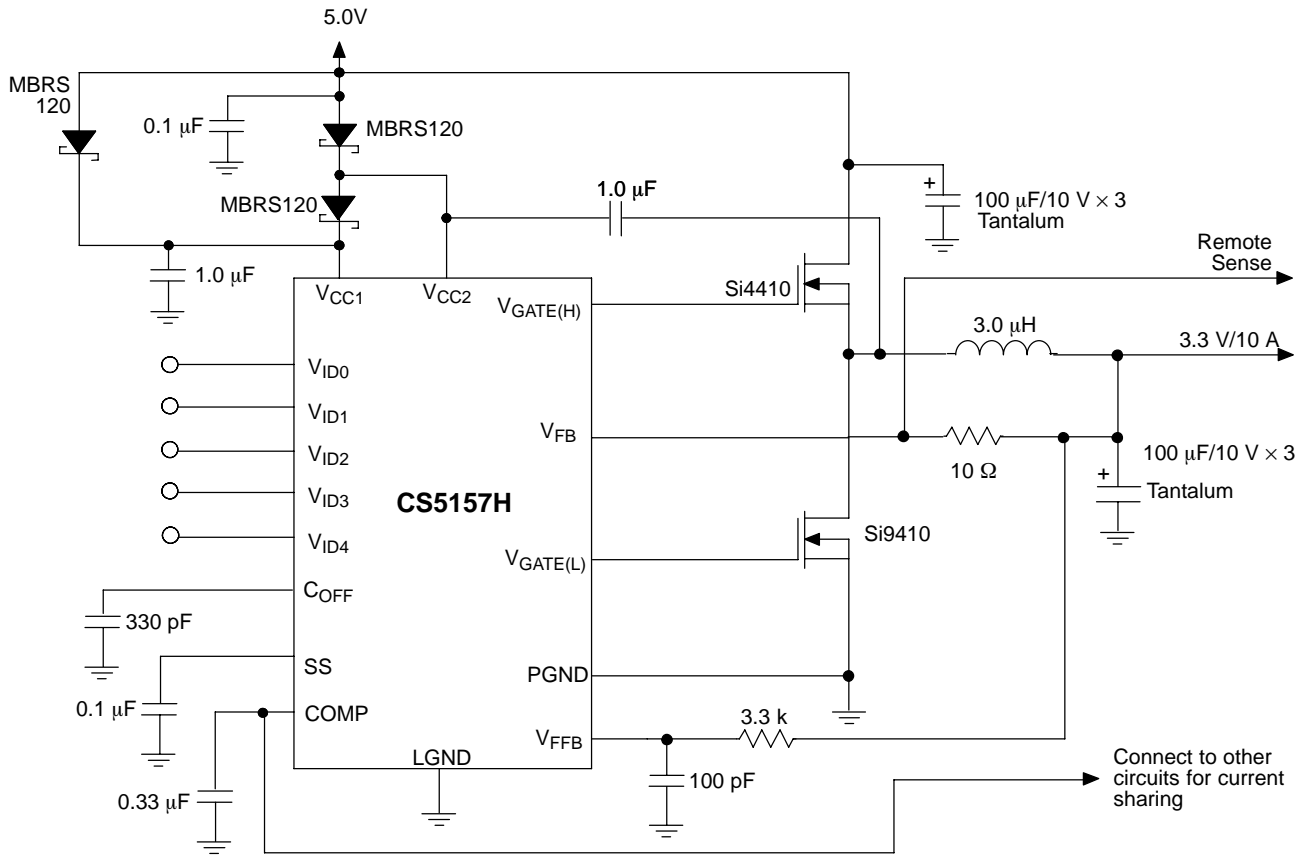 5.0V
MBRS
120
0.1 μF
MBRS120
MBRS120
1.0 μF
+
100 μF/10 V × 3
Tantalum
1.0 μF
Remote
Sense
VCC1
VCC2
VGATE(H)
Si4410
3.0 μH
3.3 V/10 A
VID0
VID1
VFB
VID2
10 Ω
100 μF/10 V × 3
+
Tantalum
VID3
CS5157H
Si9410
VID4
VGATE(L)
COFF
330 pF
SS
PGND
0.1 μF
COMP
3.3 k
VFFB
LGND
100 pF
0.33 μF
Connect to other
circuits for current
sharing